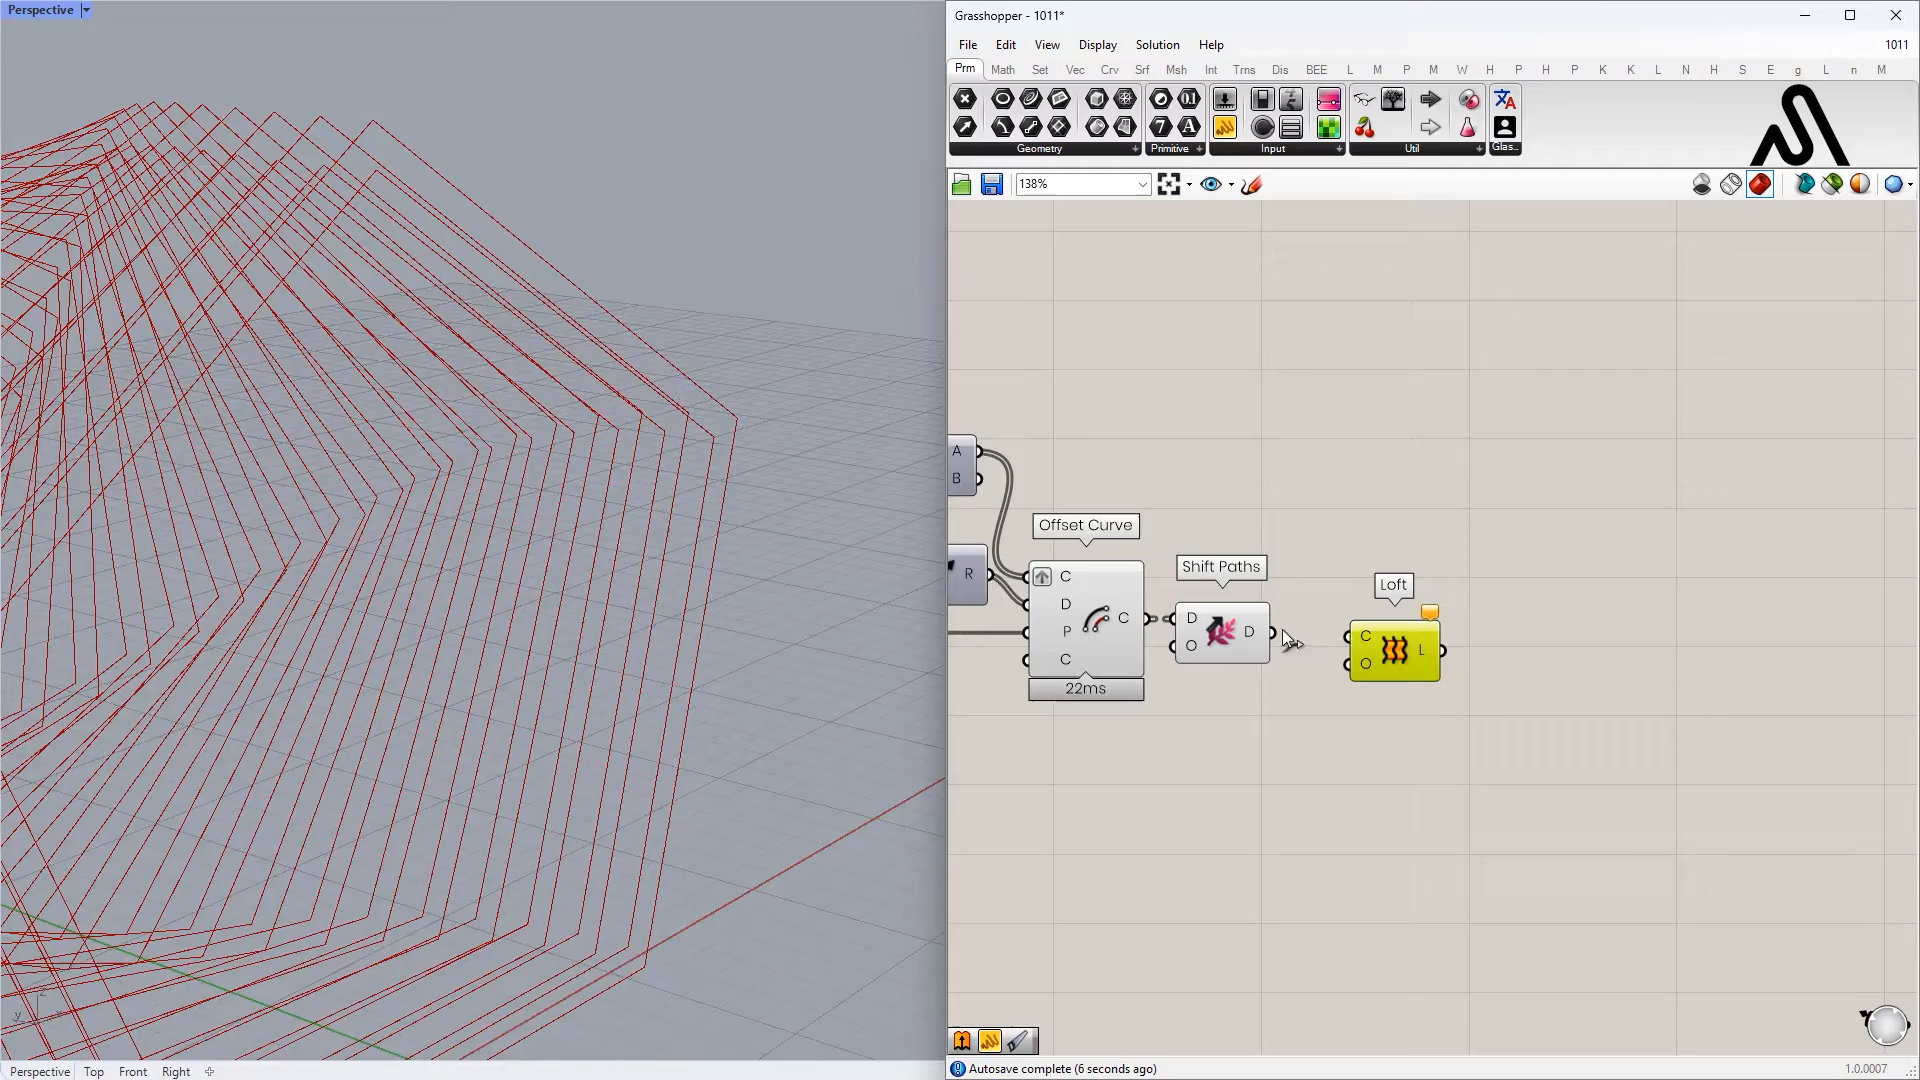 Perspective
Grasshopper - 1011*
File Edit View Display Solution Help 1011
Prm Math Set Vec Crv Srf Msh Int Trns Dis BEE L M P M W H P H P K K L N H S E g L n M
Geometry Primitive Input Util Glas...
138%
A
B
Offset Curve
R
C
D
P
C
C
22ms
Shift Paths
D
O
D
Loft
C
O
L
z
y
x
Perspective Top Front Right
Autosave complete (6 seconds ago) 1.0.0007